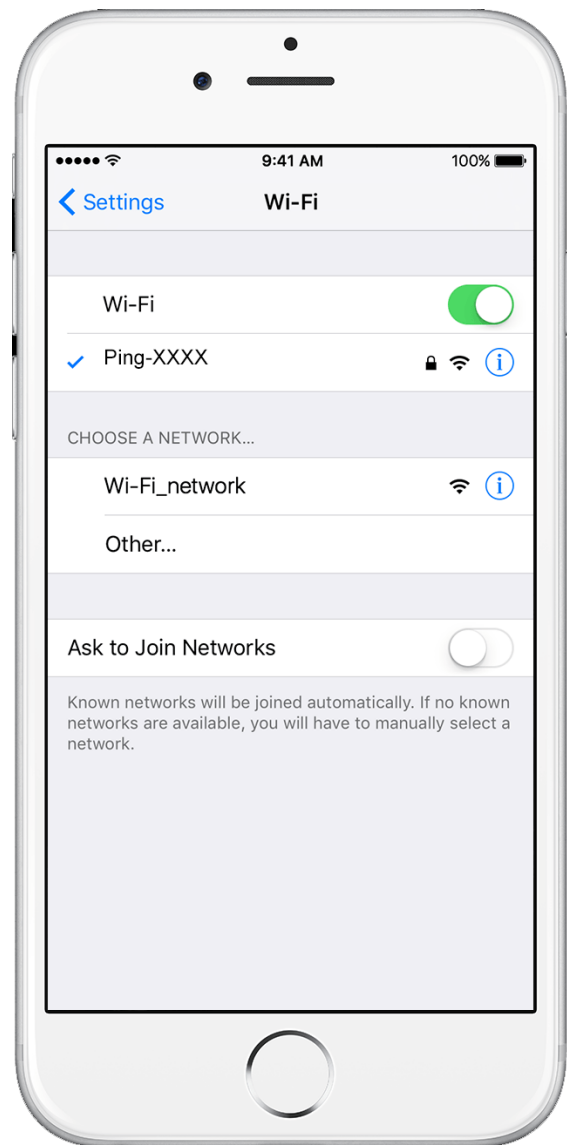 9:41 AM 100%
Settings Wi-Fi
Wi-Fi
Ping-XXXX
CHOOSE A NETWORK...
Wi-Fi_network
Other...
Ask to Join Networks
Known networks will be joined automatically. If no known
networks are available, you will have to manually select a
network.